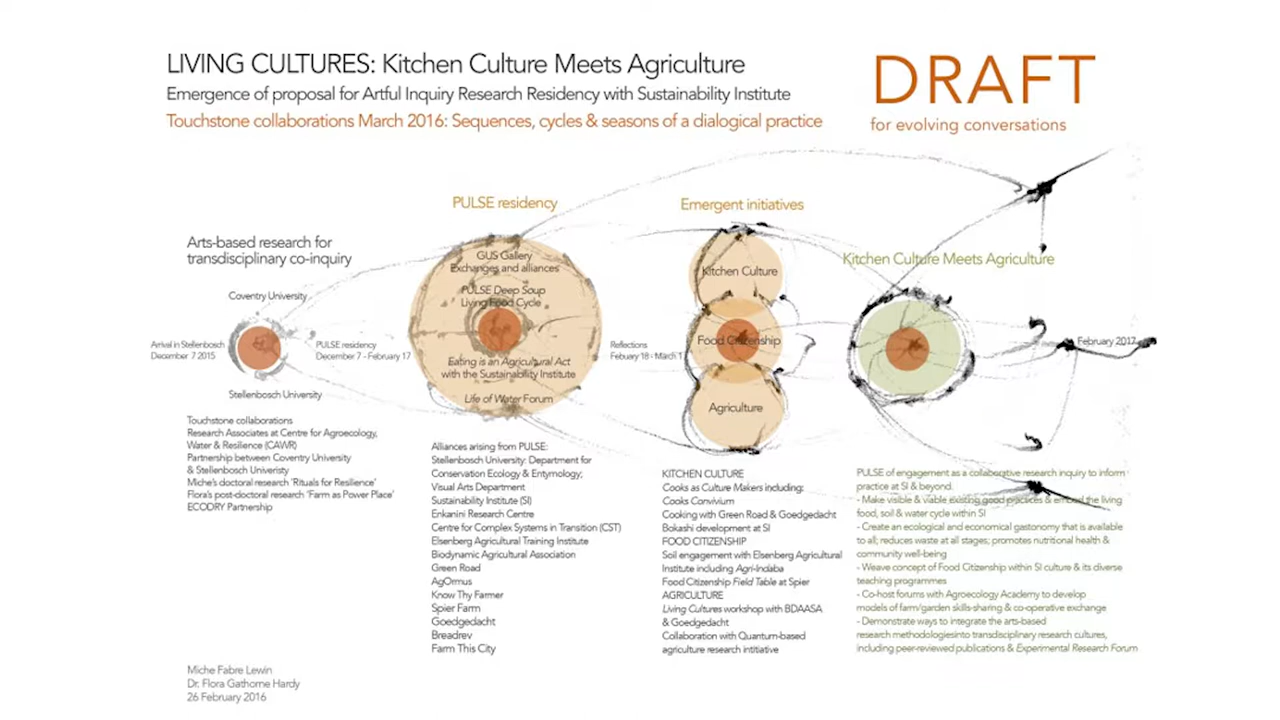 LIVING CULTURES: Kitchen Culture Meets Agriculture
Emergence of proposal for Artful Inquiry Research Residency with Sustainability Institute
Touchstone collaborations March 2016: Sequences, cycles & seasons of a dialogical practice
DRAFT
for evolving conversations
Arts-based research for
transdisciplinary co-inquiry
Coventry University
Arrival in Stellenbosch
December 7 2015
PULSE residency
December 7 - February 17
Stellenbosch University
Touchstone collaborations
Research Associates at Centre for Agroecology,
Water & Resilience (CAWR)
Partnership between Coventry University
& Stellenbosch Univeristy
Miche's doctoral research 'Rituals for Resilience'
Flora's post-doctoral research 'Farm as Power Place'
ECODRY Partnership
PULSE residency
GUS Gallery
Exchanges and alliances
PULSE Deep Soup
Living Food Cycle
Eating is an Agricultural Act
with the Sustainability Institute
Life of Water Forum
Alliances arising from PULSE:
Stellenbosch University: Department for
Conservation Ecology & Entymology;
Visual Arts Department
Sustainability Institute (SI)
Enkanini Research Centre
Centre for Complex Systems in Transition (CST)
Elsenberg Agricultural Training Institute
Biodynamic Agricultural Association
Green Road
AgOrmus
Know Thy Farmer
Spier Farm
Goedgedacht
Breadrev
Farm This City
Reflections
Febuary 18 - March 1
Emergent initiatives
Kitchen Culture
Food Citizenship
Agriculture
KITCHEN CULTURE
Cooks as Culture Makers including:
Cooks Convivium
Cooking with Green Road & Goedgedacht
Bokashi development at SI
FOOD CITIZENSHIP
Soil engagement with Elsenberg Agricultural
Institute including Agri-Indaba
Food Citizenship Field Table at Spier
AGRICULTURE
Living Cultures workshop with BDAASA
& Goedgedacht
Collaboration with Quantum-based
agriculture research intitiative
Kitchen Culture Meets Agriculture
February 2017
PULSE of engagement as a collaborative research inquiry to inform
practice at SI & beyond.
- Make visible & viable existing good practices & embed the living
food, soil & water cycle within SI
- Create an ecological and economical gastonomy that is available
to all; reduces waste at all stages; promotes nutritional health &
community well-being
- Weave concept of Food Citizenship within SI culture & its diverse
teaching programmes
- Co-host forums with Agroecology Academy to develop
models of farm/garden skills-sharing & co-operative exchange
- Demonstrate ways to integrate the arts-based
research methodologiesinto transdisciplinary research cultures,
including peer-reviewed publications & Experimental Research Forum
Miche Fabre Lewin
Dr. Flora Gathorne Hardy
26 February 2016